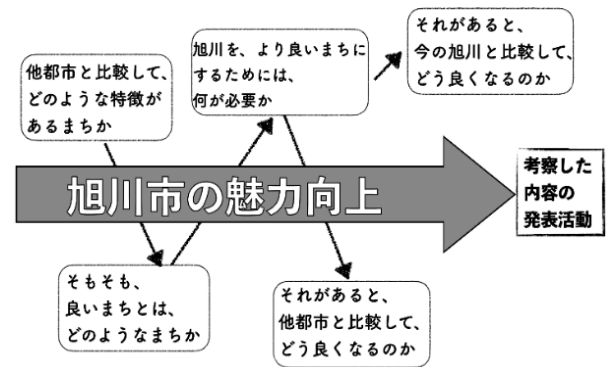 他都市と比較して、
どのような特徴が
あるまちか
そもそも、
良いまちとは、
どのようなまちか
旭川を、より良いまちに
するためには、
何が必要か
それがあると、
今の旭川と比較して、
どう良くなるのか
それがあると、
他都市と比較して、
どう良くなるのか
旭川市の魅力向上
考察した
内容の
発表活動